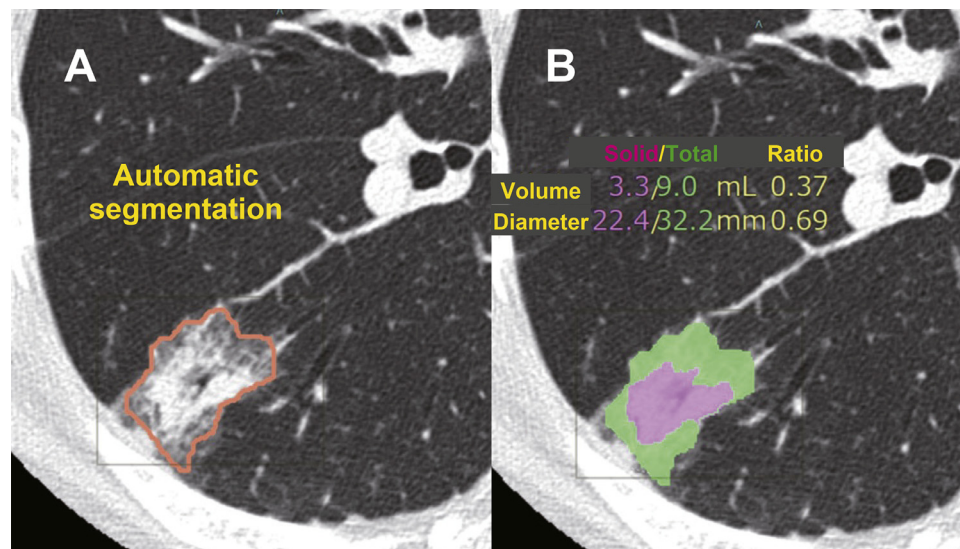 A
Automatic
segmentation
B
Solid/Total Ratio
Volume 3.3/9.0 mL 0.37
Diameter 22.4/32.2 mm 0.69